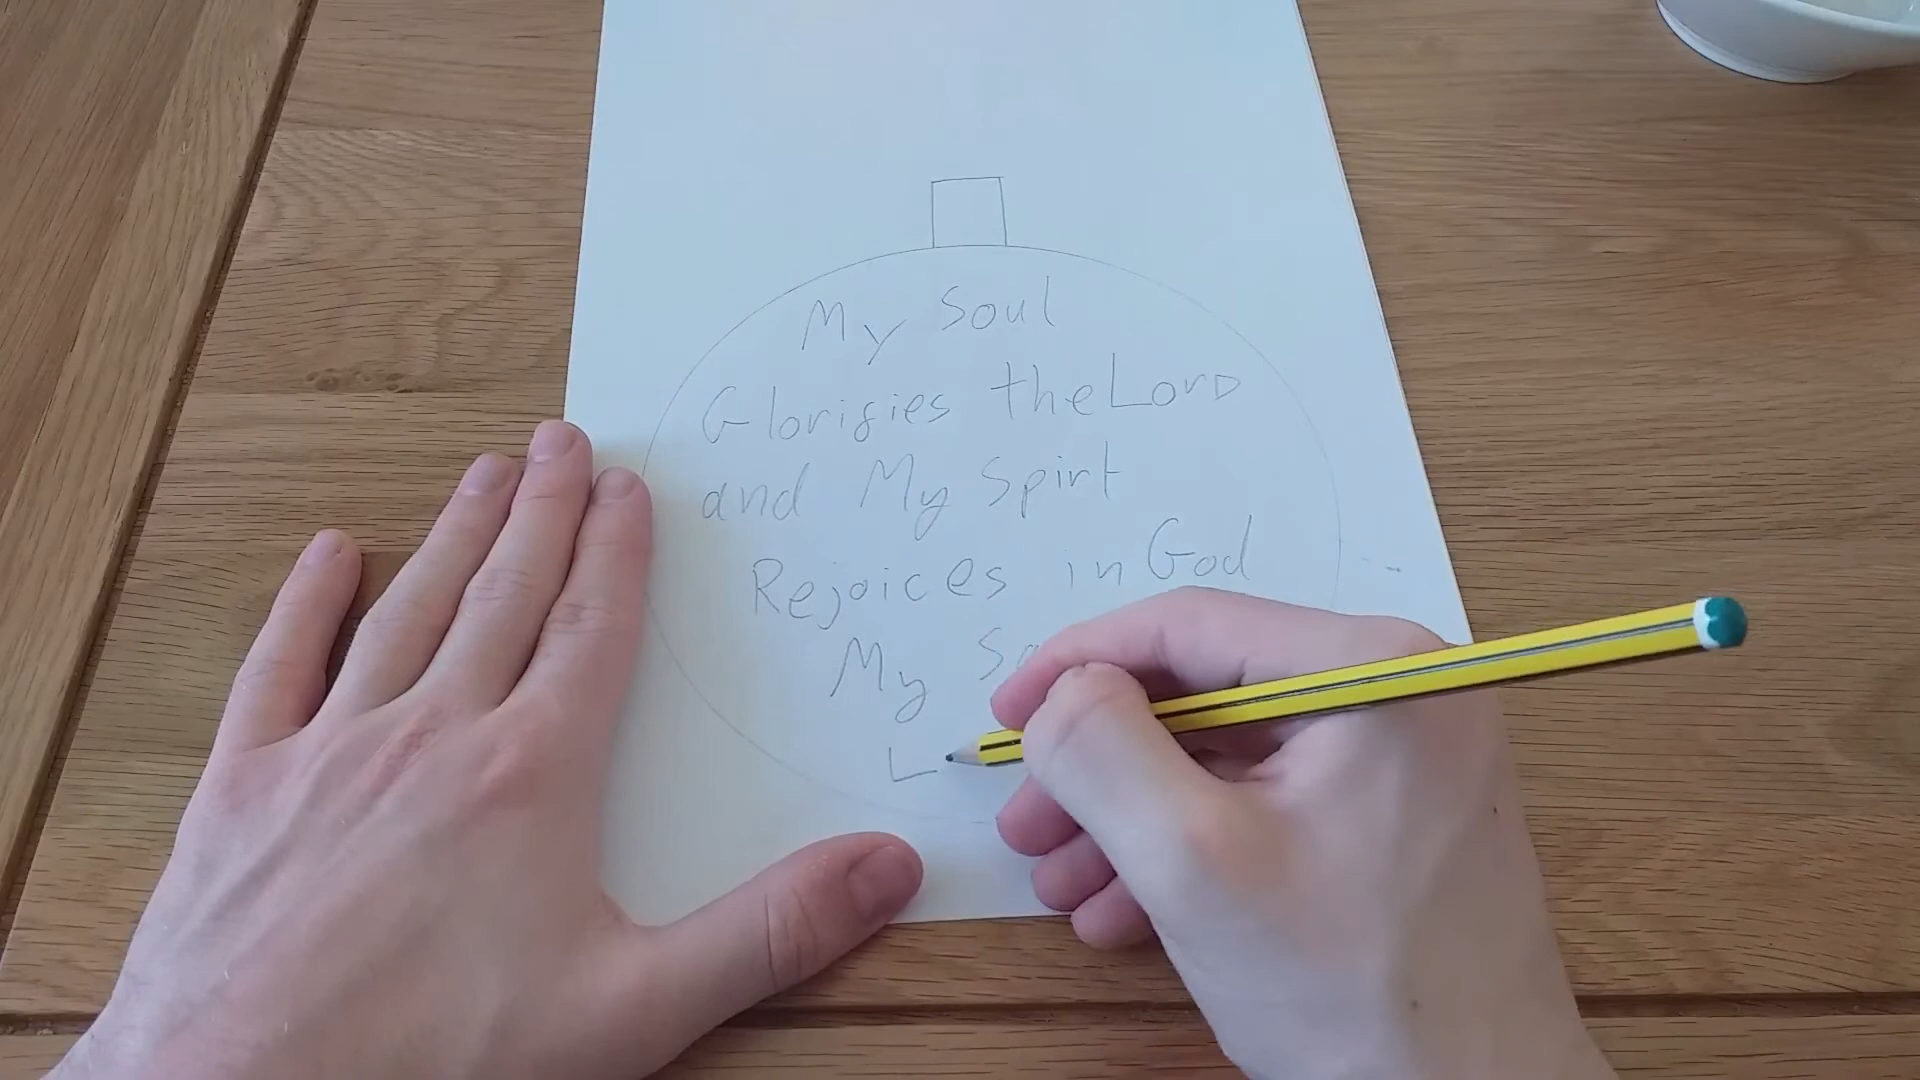 My Soul
Glorifies the Lord
and My Spirt
Rejoices in God
My
L